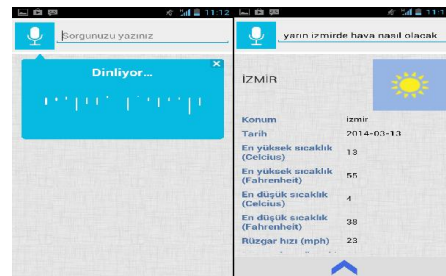 11:12
Sorgunuzu yazınız
Dinliyor...
yarın izmirde hava nasıl olacak
İZMİR
Konum izmir
Tarih 2014-03-13
En yüksek sıcaklık
(Celcius) 13
En yüksek sıcaklık
(Fahrenheit) 55
En düşük sıcaklık
(Celcius) 4
En düşük sıcaklık
(Fahrenheit) 38
Rüzgar hızı (mph) 23